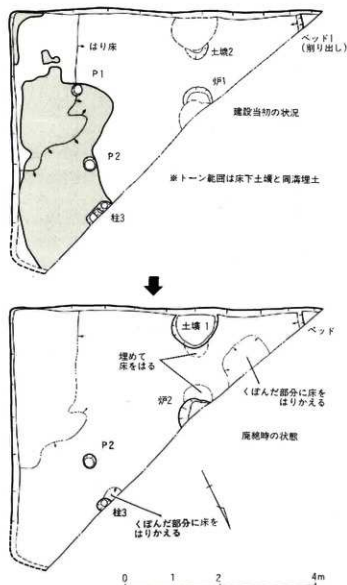 ベッド1
(削り出し)
はり床
土壙2
P1
炉1
建設当初の状況
P2
※トーン範囲は床下土壙と周溝埋土
柱3
土壙1
ベッド
埋めて
床をはる
くぼんだ部分に床を
はりかえる
炉2
P2
廃絶時の状態
柱3
くぼんだ部分に床を
はりかえる
0 1 2 4m